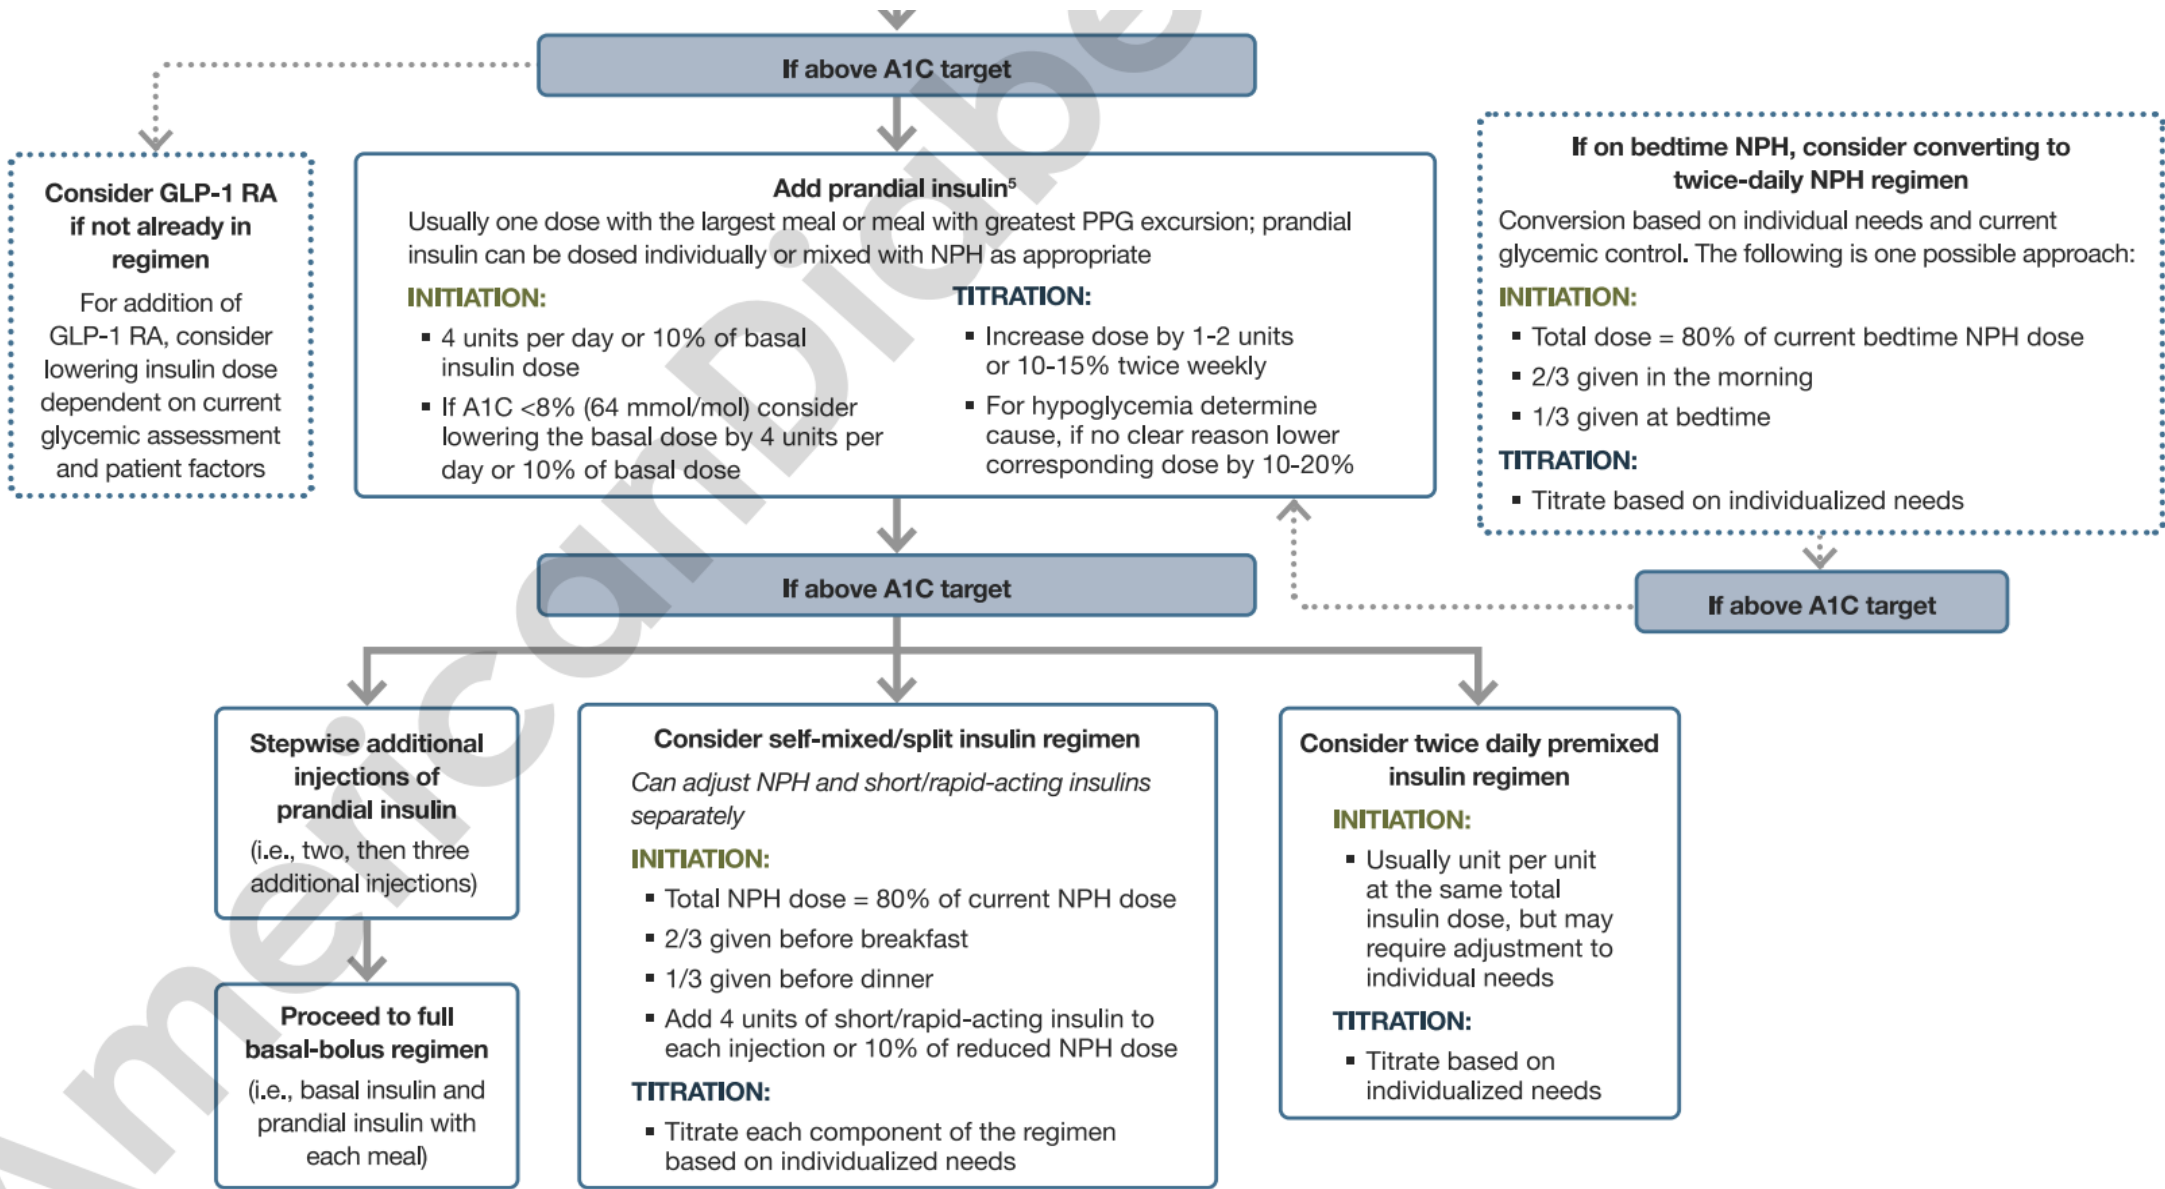 If above A1C target
Consider GLP-1 RA
if not already in
regimen
For addition of
GLP-1 RA, consider
lowering insulin dose
dependent on current
glycemic assessment
and patient factors
Add prandial insulin⁵
Usually one dose with the largest meal or meal with greatest PPG excursion; prandial
insulin can be dosed individually or mixed with NPH as appropriate
INITIATION:
▪ 4 units per day or 10% of basal
insulin dose
▪ If A1C <8% (64 mmol/mol) consider
lowering the basal dose by 4 units per
day or 10% of basal dose
TITRATION:
▪ Increase dose by 1-2 units
or 10-15% twice weekly
▪ For hypoglycemia determine
cause, if no clear reason lower
corresponding dose by 10-20%
If on bedtime NPH, consider converting to
twice-daily NPH regimen
Conversion based on individual needs and current
glycemic control. The following is one possible approach:
INITIATION:
▪ Total dose = 80% of current bedtime NPH dose
▪ 2/3 given in the morning
▪ 1/3 given at bedtime
TITRATION:
▪ Titrate based on individualized needs
If above A1C target
If above A1C target
Stepwise additional
injections of
prandial insulin
(i.e., two, then three
additional injections)
Proceed to full
basal-bolus regimen
(i.e., basal insulin and
prandial insulin with
each meal)
Consider self-mixed/split insulin regimen
Can adjust NPH and short/rapid-acting insulins
separately
INITIATION:
▪ Total NPH dose = 80% of current NPH dose
▪ 2/3 given before breakfast
▪ 1/3 given before dinner
▪ Add 4 units of short/rapid-acting insulin to
each injection or 10% of reduced NPH dose
TITRATION:
▪ Titrate each component of the regimen
based on individualized needs
Consider twice daily premixed
insulin regimen
INITIATION:
▪ Usually unit per unit
at the same total
insulin dose, but may
require adjustment to
individual needs
TITRATION:
▪ Titrate based on
individualized needs
AmericanDiabe